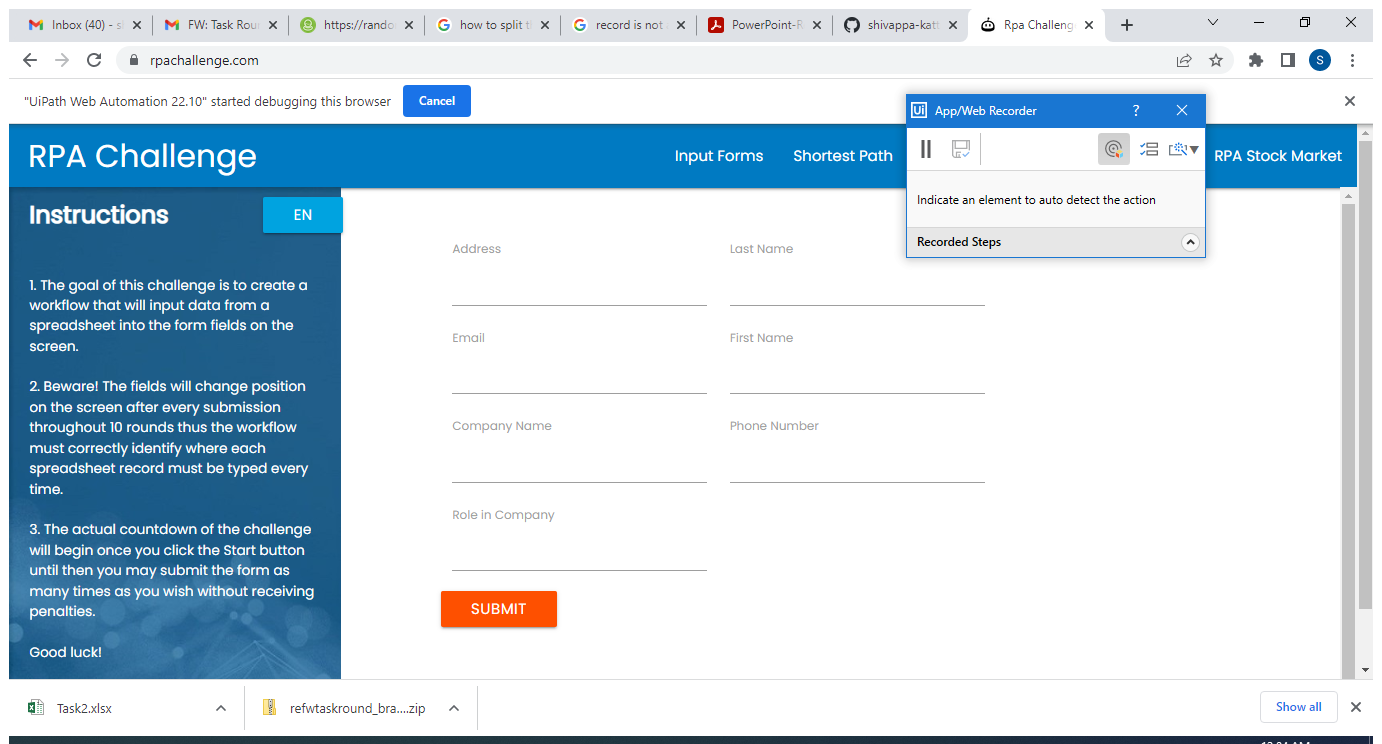 Inbox (40) - s
FW: Task Rou
https://rando
how to split t
record is not
PowerPoint-R
shivappa-katt
Rpa Challeng
rpachallenge.com
S
"UiPath Web Automation 22.10" started debugging this browser
Cancel
Ui App/Web Recorder ?
RPA Challenge
Input Forms
Shortest Path
RPA Stock Market
Indicate an element to auto detect the action
Recorded Steps
Instructions
EN
1. The goal of this challenge is to create a
workflow that will input data from a
spreadsheet into the form fields on the
screen.
2. Beware! The fields will change position
on the screen after every submission
throughout 10 rounds thus the workflow
must correctly identify where each
spreadsheet record must be typed every
time.
3. The actual countdown of the challenge
will begin once you click the Start button
until then you may submit the form as
many times as you wish without receiving
penalties.
Good luck!
Address
Last Name
Email
First Name
Company Name
Phone Number
Role in Company
SUBMIT
Task2.xlsx
refwtaskround_bra....zip
Show all